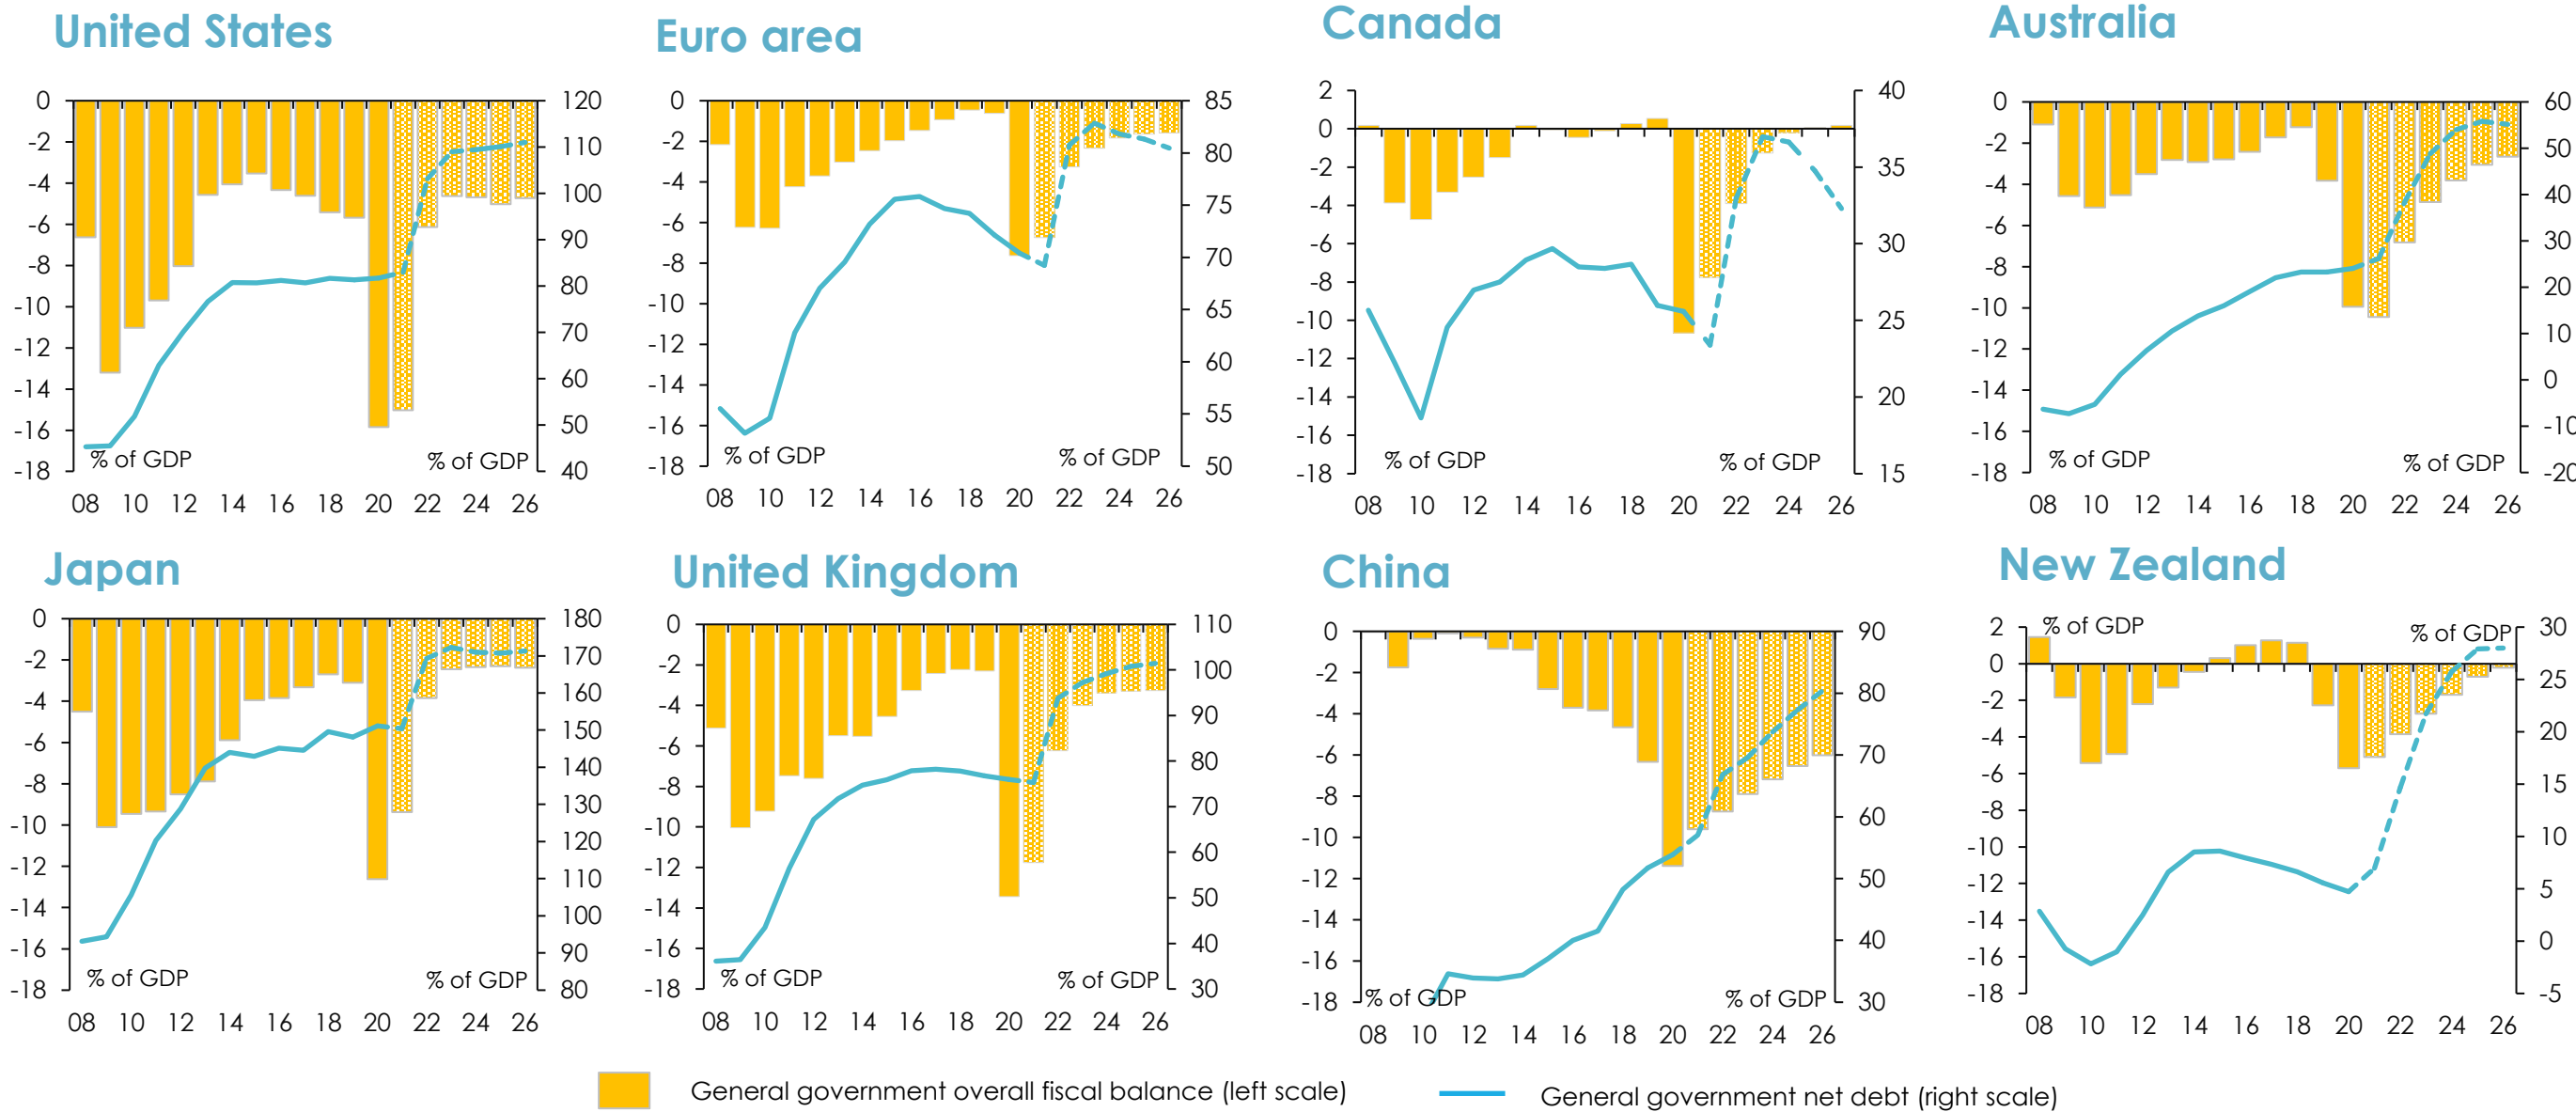 United States
Euro area
Canada
Australia
0 -2 -4 -6 -8 -10 -12 -14 -16 -18
% of GDP % of GDP
120 110 100 90 80 70 60 50 40
08 10 12 14 16 18 20 22 24 26
0 -2 -4 -6 -8 -10 -12 -14 -16 -18
% of GDP % of GDP
85 80 75 70 65 60 55 50
08 10 12 14 16 18 20 22 24 26
2 0 -2 -4 -6 -8 -10 -12 -14 -16 -18
% of GDP % of GDP
40 35 30 25 20 15
08 10 12 14 16 18 20 22 24 26
0 -2 -4 -6 -8 -10 -12 -14 -16 -18
% of GDP % of GDP
60 50 40 30 20 10 0 -10 -20
08 10 12 14 16 18 20 22 24 26
Japan
United Kingdom
China
New Zealand
0 -2 -4 -6 -8 -10 -12 -14 -16 -18
% of GDP % of GDP
180 170 160 150 140 130 120 110 100 90 80
08 10 12 14 16 18 20 22 24 26
0 -2 -4 -6 -8 -10 -12 -14 -16 -18
% of GDP % of GDP
110 100 90 80 70 60 50 40 30
08 10 12 14 16 18 20 22 24 26
0 -2 -4 -6 -8 -10 -12 -14 -16 -18
% of GDP % of GDP
90 80 70 60 50 40 30
08 10 12 14 16 18 20 22 24 26
2 0 -2 -4 -6 -8 -10 -12 -14 -16 -18
% of GDP % of GDP
30 25 20 15 10 5 0 -5
08 10 12 14 16 18 20 22 24 26
General government overall fiscal balance (left scale)
General government net debt (right scale)